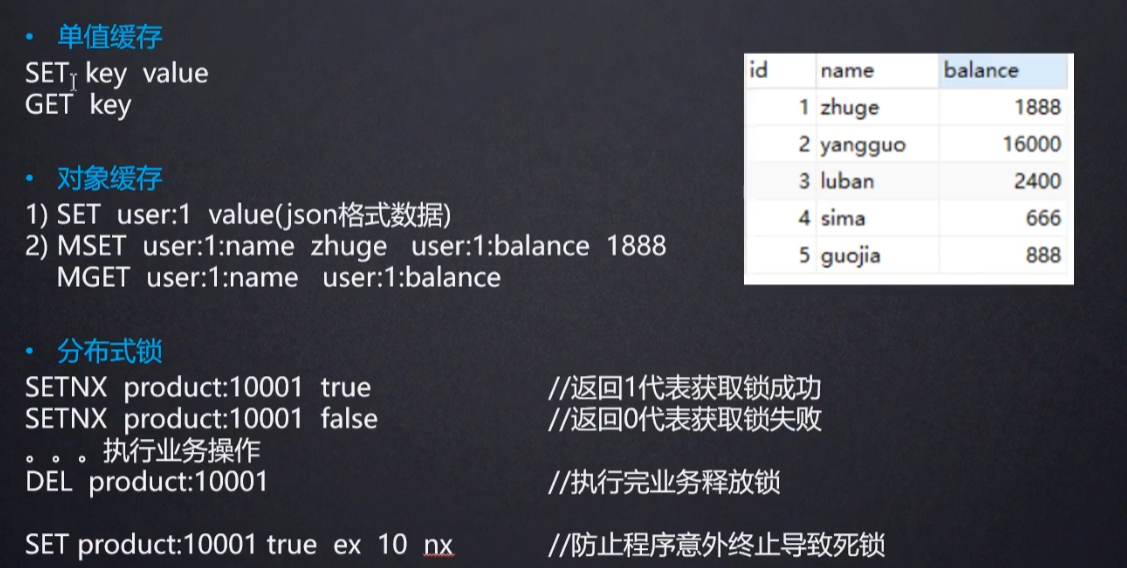 • 单值缓存
SET key value
GET key
• 对象缓存
1) SET user:1 value(json格式数据)
2) MSET user:1:name zhuge user:1:balance 1888
MGET user:1:name user:1:balance
• 分布式锁
SETNX product:10001 true //返回1代表获取锁成功
SETNX product:10001 false //返回0代表获取锁失败
。。。执行业务操作
DEL product:10001 //执行完业务释放锁
SET product:10001 true ex 10 nx //防止程序意外终止导致死锁
id name balance
1 zhuge 1888
2 yangguo 16000
3 luban 2400
4 sima 666
5 guojia 888